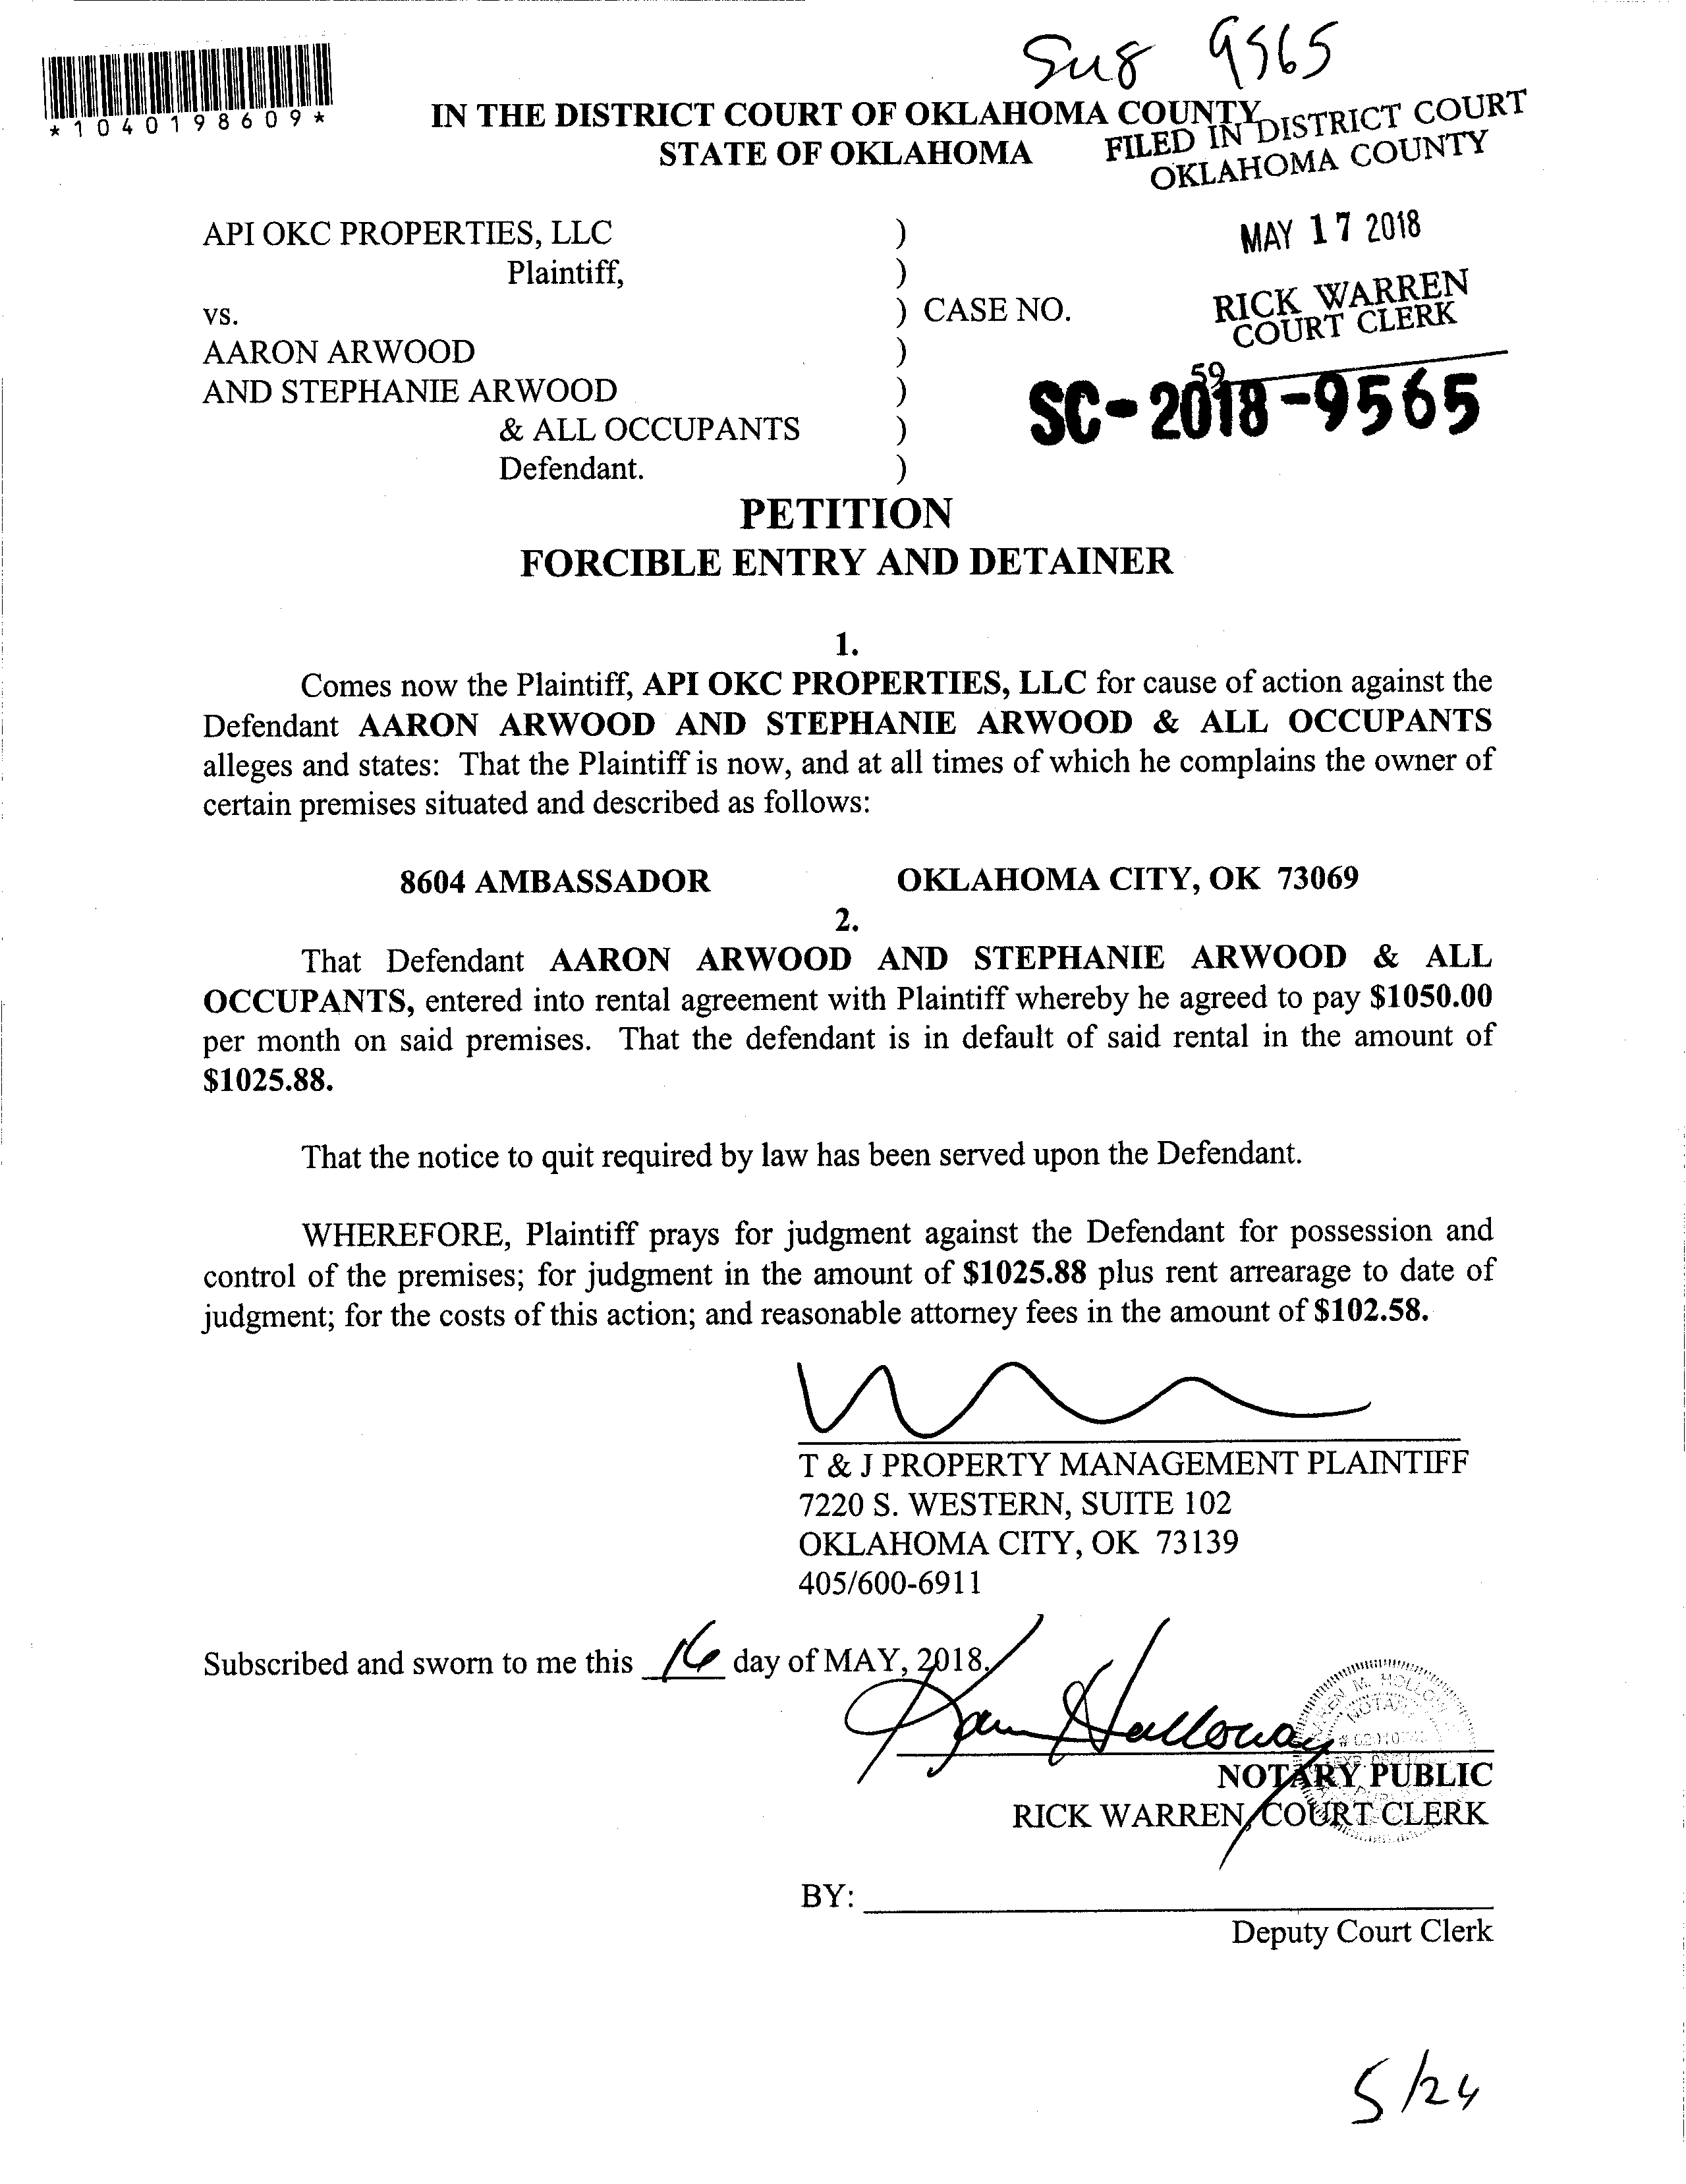 Sug 9565
*1040198609*
IN THE DISTRICT COURT OF OKLAHOMA COUNTY
STATE OF OKLAHOMA
FILED IN DISTRICT COURT
OKLAHOMA COUNTY
MAY 17 2018
RICK WARREN
COURT CLERK
59
SC-2018-9565
API OKC PROPERTIES, LLC )
Plaintiff, )
vs. ) CASE NO.
AARON ARWOOD )
AND STEPHANIE ARWOOD )
& ALL OCCUPANTS )
Defendant. )
PETITION
FORCIBLE ENTRY AND DETAINER
1.
Comes now the Plaintiff, API OKC PROPERTIES, LLC for cause of action against the
Defendant AARON ARWOOD AND STEPHANIE ARWOOD & ALL OCCUPANTS
alleges and states: That the Plaintiff is now, and at all times of which he complains the owner of
certain premises situated and described as follows:
8604 AMBASSADOR OKLAHOMA CITY, OK 73069
2.
That Defendant AARON ARWOOD AND STEPHANIE ARWOOD & ALL
OCCUPANTS, entered into rental agreement with Plaintiff whereby he agreed to pay $1050.00
per month on said premises. That the defendant is in default of said rental in the amount of
$1025.88.
That the notice to quit required by law has been served upon the Defendant.
WHEREFORE, Plaintiff prays for judgment against the Defendant for possession and
control of the premises; for judgment in the amount of $1025.88 plus rent arrearage to date of
judgment; for the costs of this action; and reasonable attorney fees in the amount of $102.58.
T & J PROPERTY MANAGEMENT PLAINTIFF
7220 S. WESTERN, SUITE 102
OKLAHOMA CITY, OK 73139
405/600-6911
Subscribed and sworn to me this 16 day of MAY, 2018.
Holloway
NOTARY PUBLIC
RICK WARREN, COURT CLERK
BY:
Deputy Court Clerk
5/24